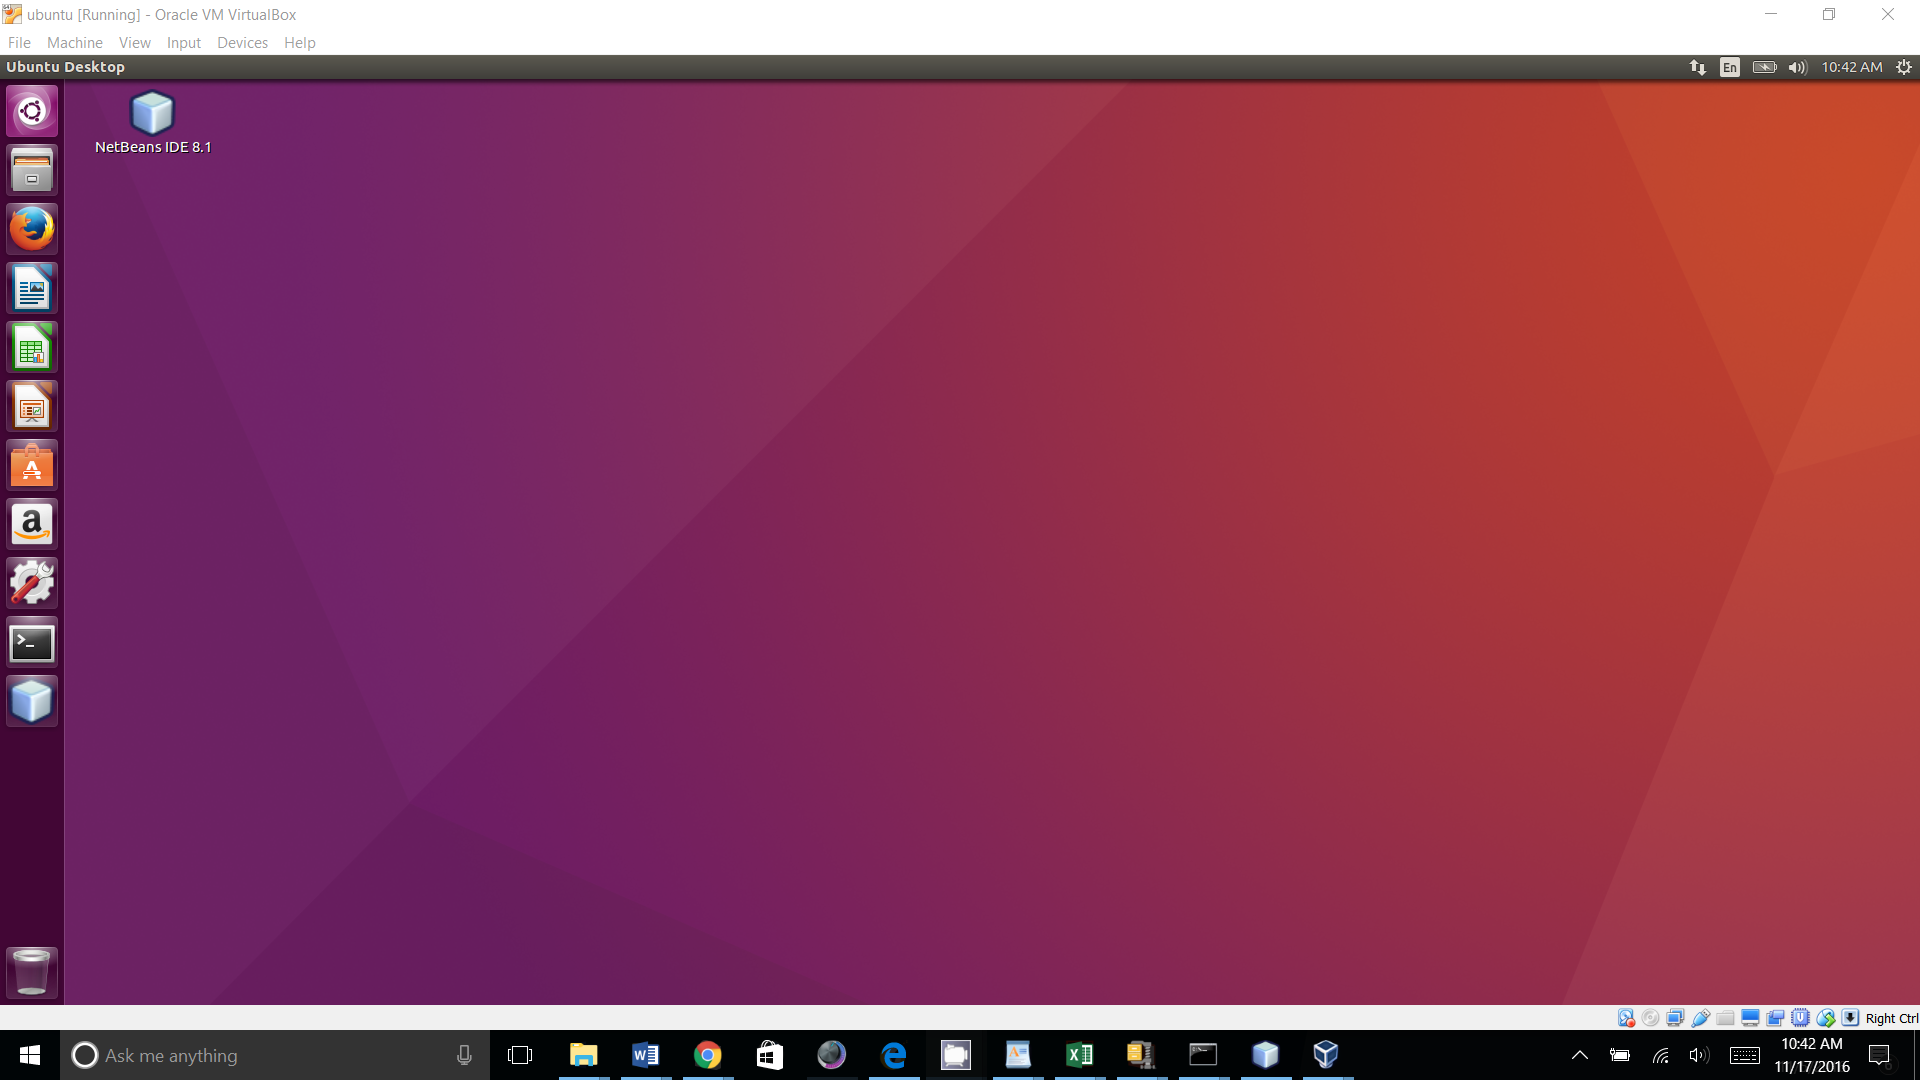 ubuntu [Running] - Oracle VM VirtualBox
File Machine View Input Devices Help
Ubuntu Desktop
En
10:42 AM
NetBeans IDE 8.1
Right Ctrl
Ask me anything
10:42 AM
11/17/2016